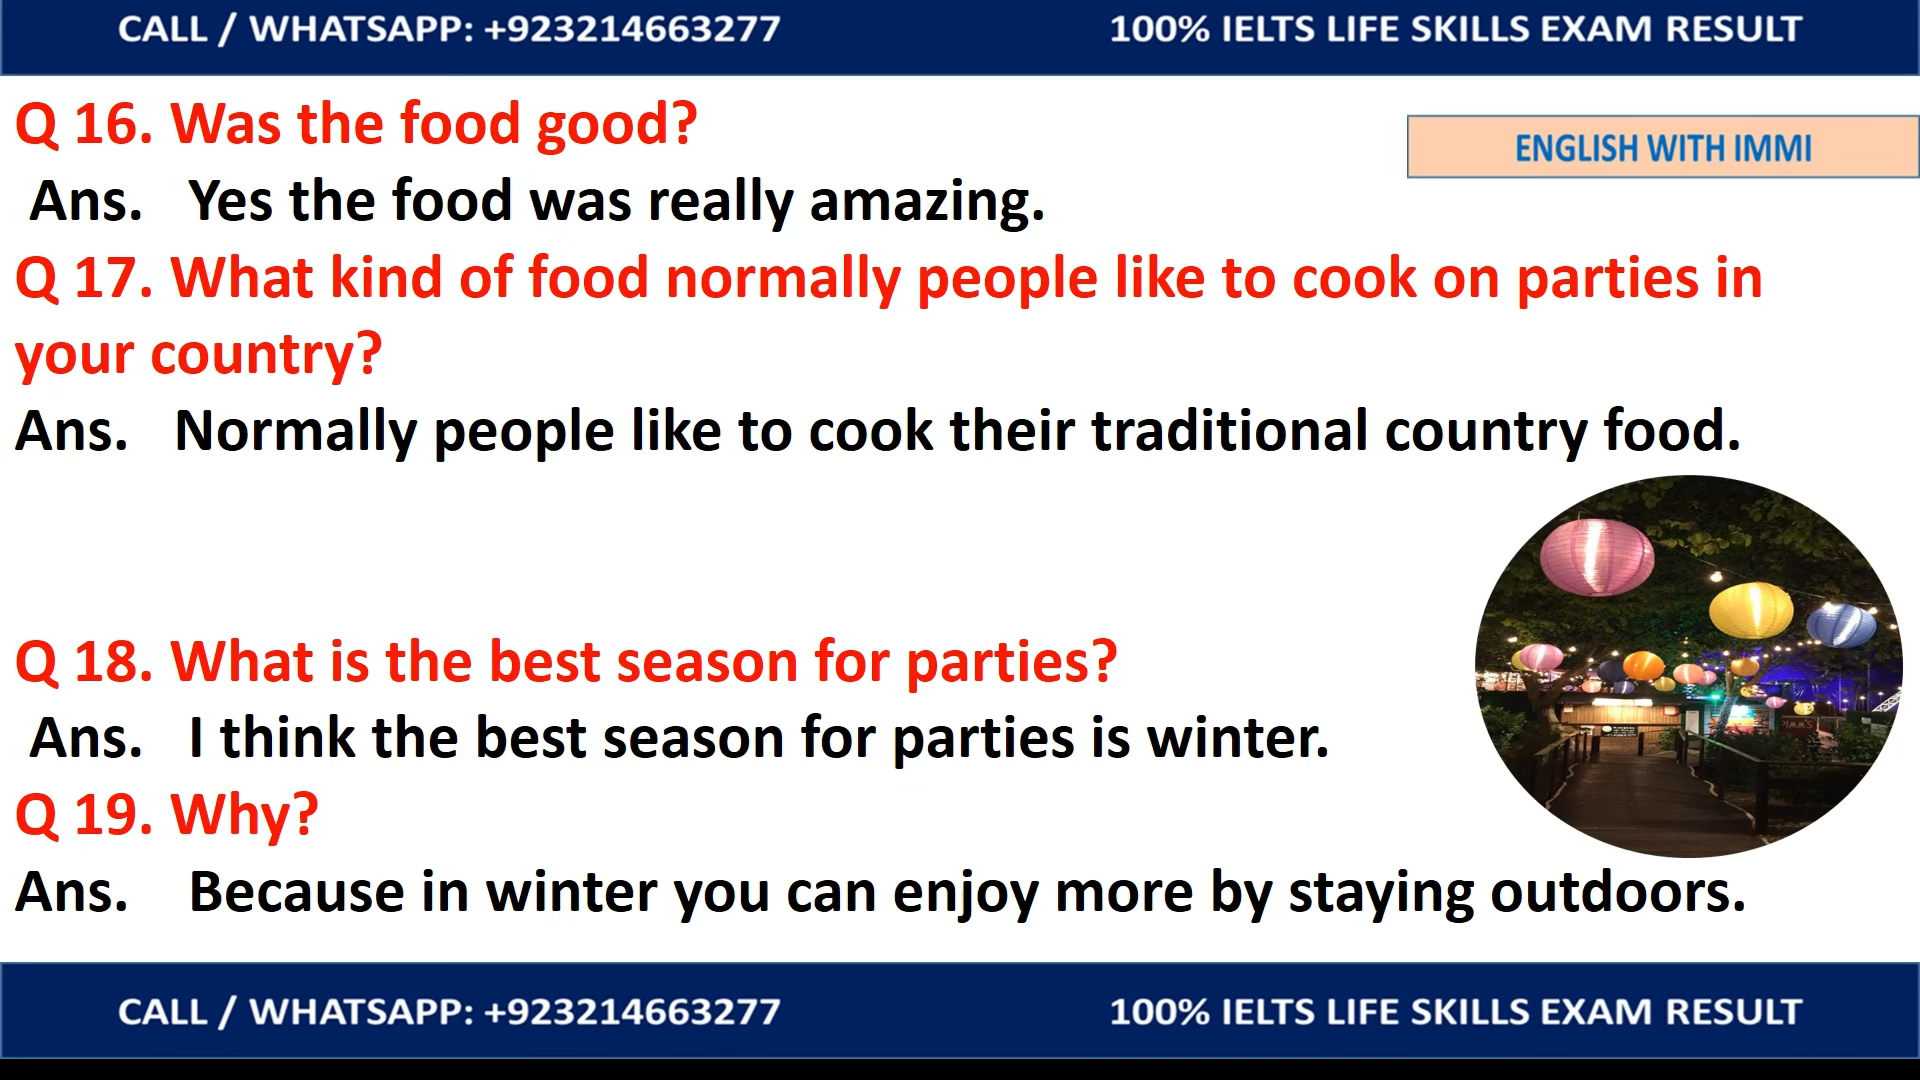 CALL / WHATSAPP: +923214663277
100% IELTS LIFE SKILLS EXAM RESULT
Q 16. Was the food good?
ENGLISH WITH IMMI
Ans. Yes the food was really amazing.
Q 17. What kind of food normally people like to cook on parties in
your country?
Ans. Normally people like to cook their traditional country food.
Q 18. What is the best season for parties?
Ans. I think the best season for parties is winter.
Q 19. Why?
Ans. Because in winter you can enjoy more by staying outdoors.
CALL / WHATSAPP: +923214663277
100% IELTS LIFE SKILLS EXAM RESULT